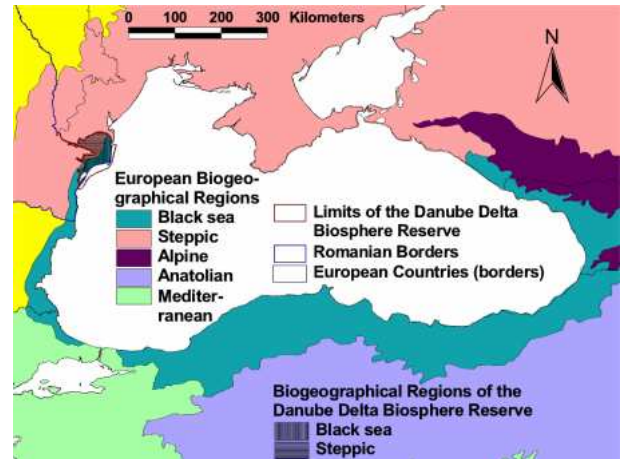 0 100 200 300 Kilometers
N
European Biogeo-
graphical Regions
Black sea
Steppic
Alpine
Anatolian
Mediter-
ranean
Limits of the Danube Delta
Biosphere Reserve
Romanian Borders
European Countries (borders)
Biogeographical Regions of the
Danube Delta Biosphere Reserve
Black sea
Steppic